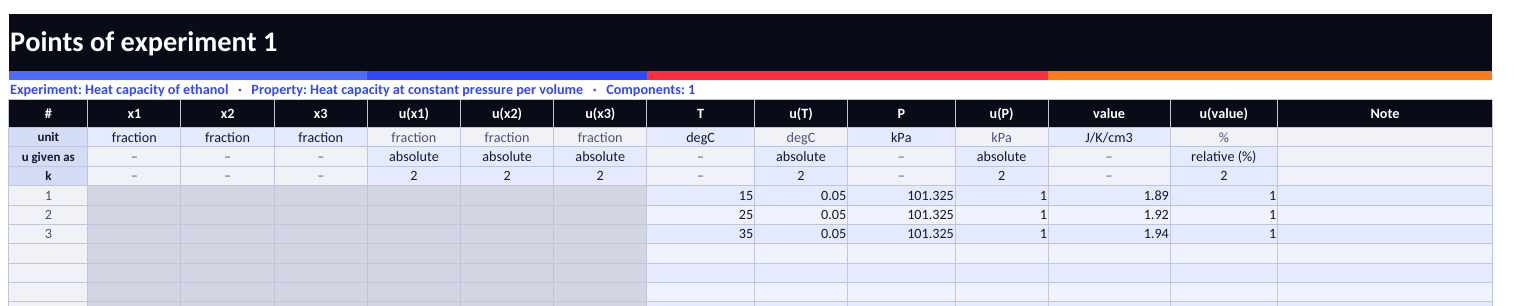 Points of experiment 1
Experiment: Heat capacity of ethanol · Property: Heat capacity at constant pressure per volume · Components: 1
# x1 x2 x3 u(x1) u(x2) u(x3) T u(T) P u(P) value u(value) Note
unit fraction fraction fraction fraction fraction fraction degC degC kPa kPa J/K/cm3 %
u given as – – – absolute absolute absolute – absolute – absolute – relative (%)
k – – – 2 2 2 – 2 – 2 – 2
1 15 0.05 101.325 1 1.89 1
2 25 0.05 101.325 1 1.92 1
3 35 0.05 101.325 1 1.94 1